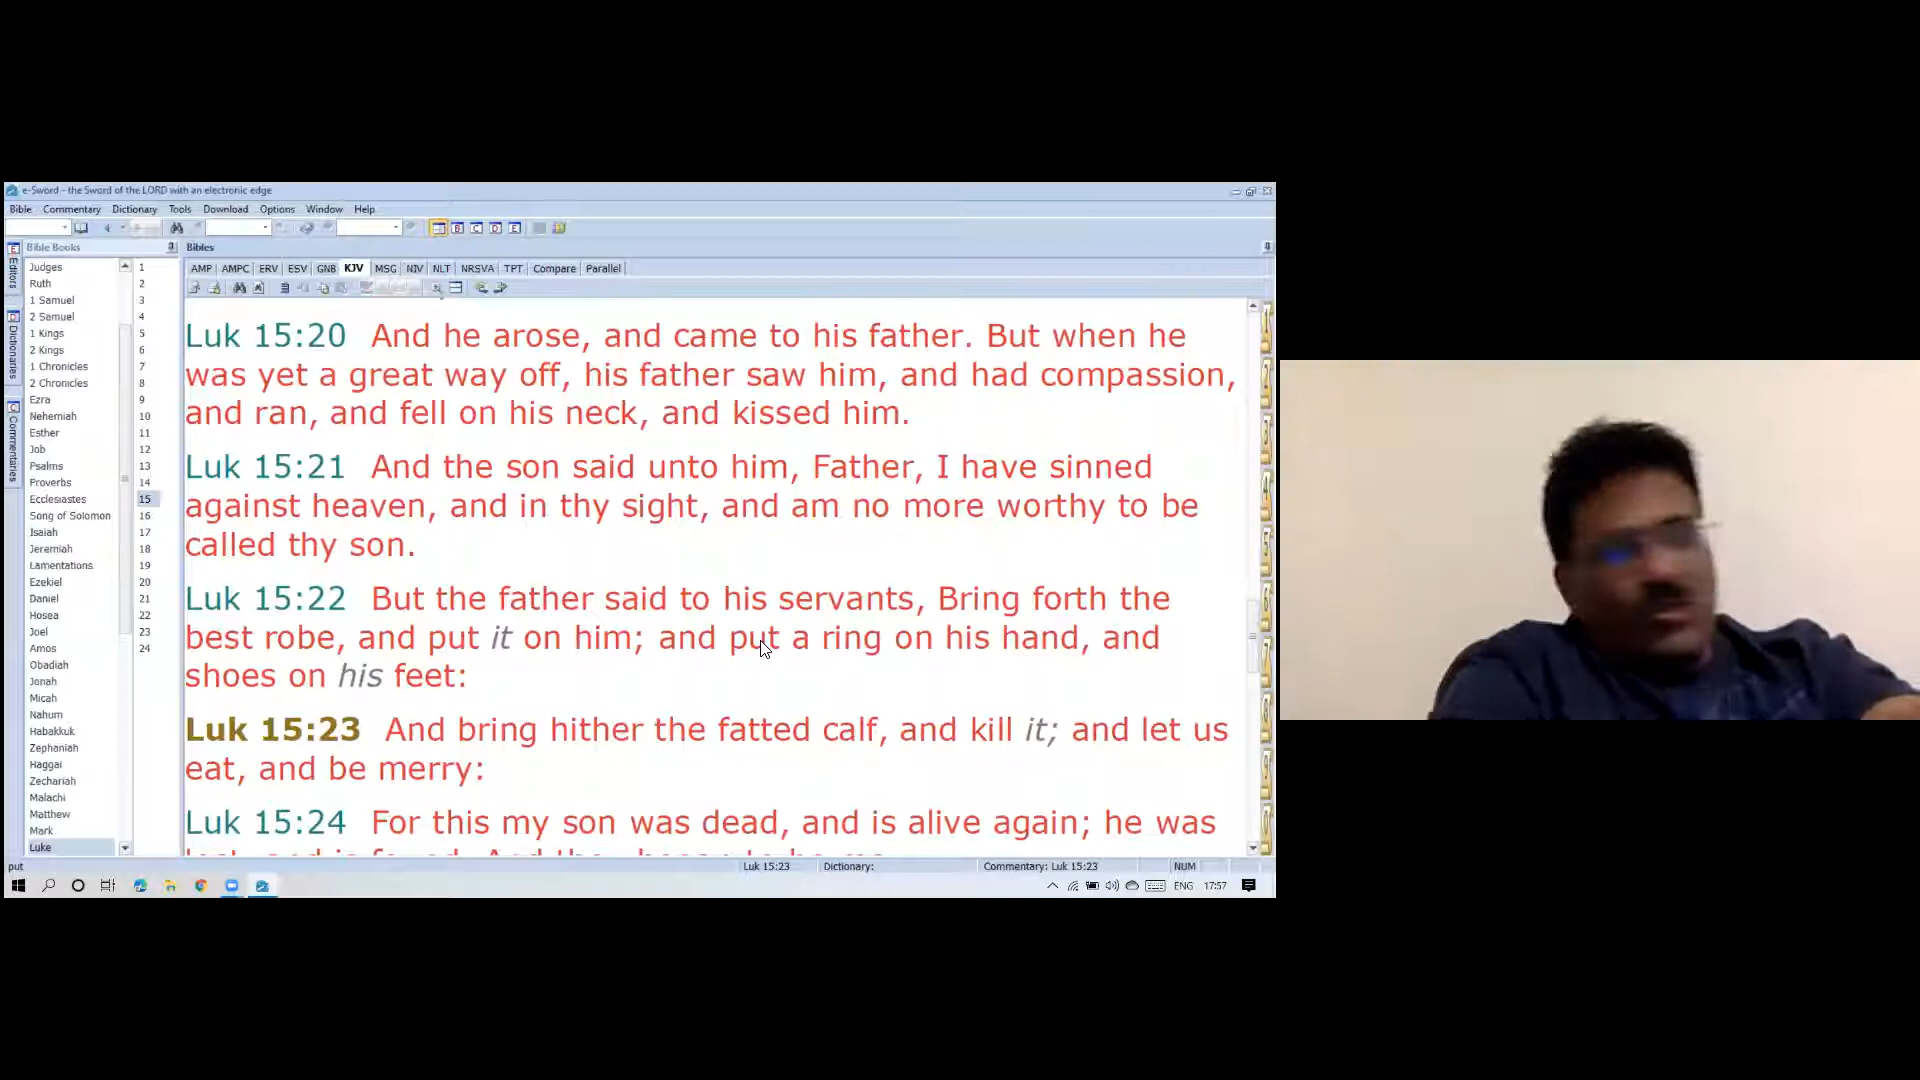 e-Sword - the Sword of the LORD with an electronic edge
Bible Commentary Dictionary Tools Download Options Window Help
Bible Books
Bibles
AMP AMPC ERV ESV GNB KJV MSG NIV NLT NRSVA TPT Compare Parallel
Editors
Dictionaries
Commentaries
Judges 1
Ruth 2
1 Samuel 3
2 Samuel 4
1 Kings 5
2 Kings 6
1 Chronicles 7
2 Chronicles 8
Ezra 9
Nehemiah 10
Esther 11
Job 12
Psalms 13
Proverbs 14
Ecclesiastes 15
Song of Solomon 16
Isaiah 17
Jeremiah 18
Lamentations 19
Ezekiel 20
Daniel 21
Hosea 22
Joel 23
Amos 24
Obadiah
Jonah
Micah
Nahum
Habakkuk
Zephaniah
Haggai
Zechariah
Malachi
Matthew
Mark
Luke
Luk 15:20 And he arose, and came to his father. But when he
was yet a great way off, his father saw him, and had compassion,
and ran, and fell on his neck, and kissed him.
Luk 15:21 And the son said unto him, Father, I have sinned
against heaven, and in thy sight, and am no more worthy to be
called thy son.
Luk 15:22 But the father said to his servants, Bring forth the
best robe, and put it on him; and put a ring on his hand, and
shoes on his feet:
Luk 15:23 And bring hither the fatted calf, and kill it; and let us
eat, and be merry:
Luk 15:24 For this my son was dead, and is alive again; he was
put Luk 15:23 Dictionary: Commentary: Luk 15:23 NUM
ENG 17:57